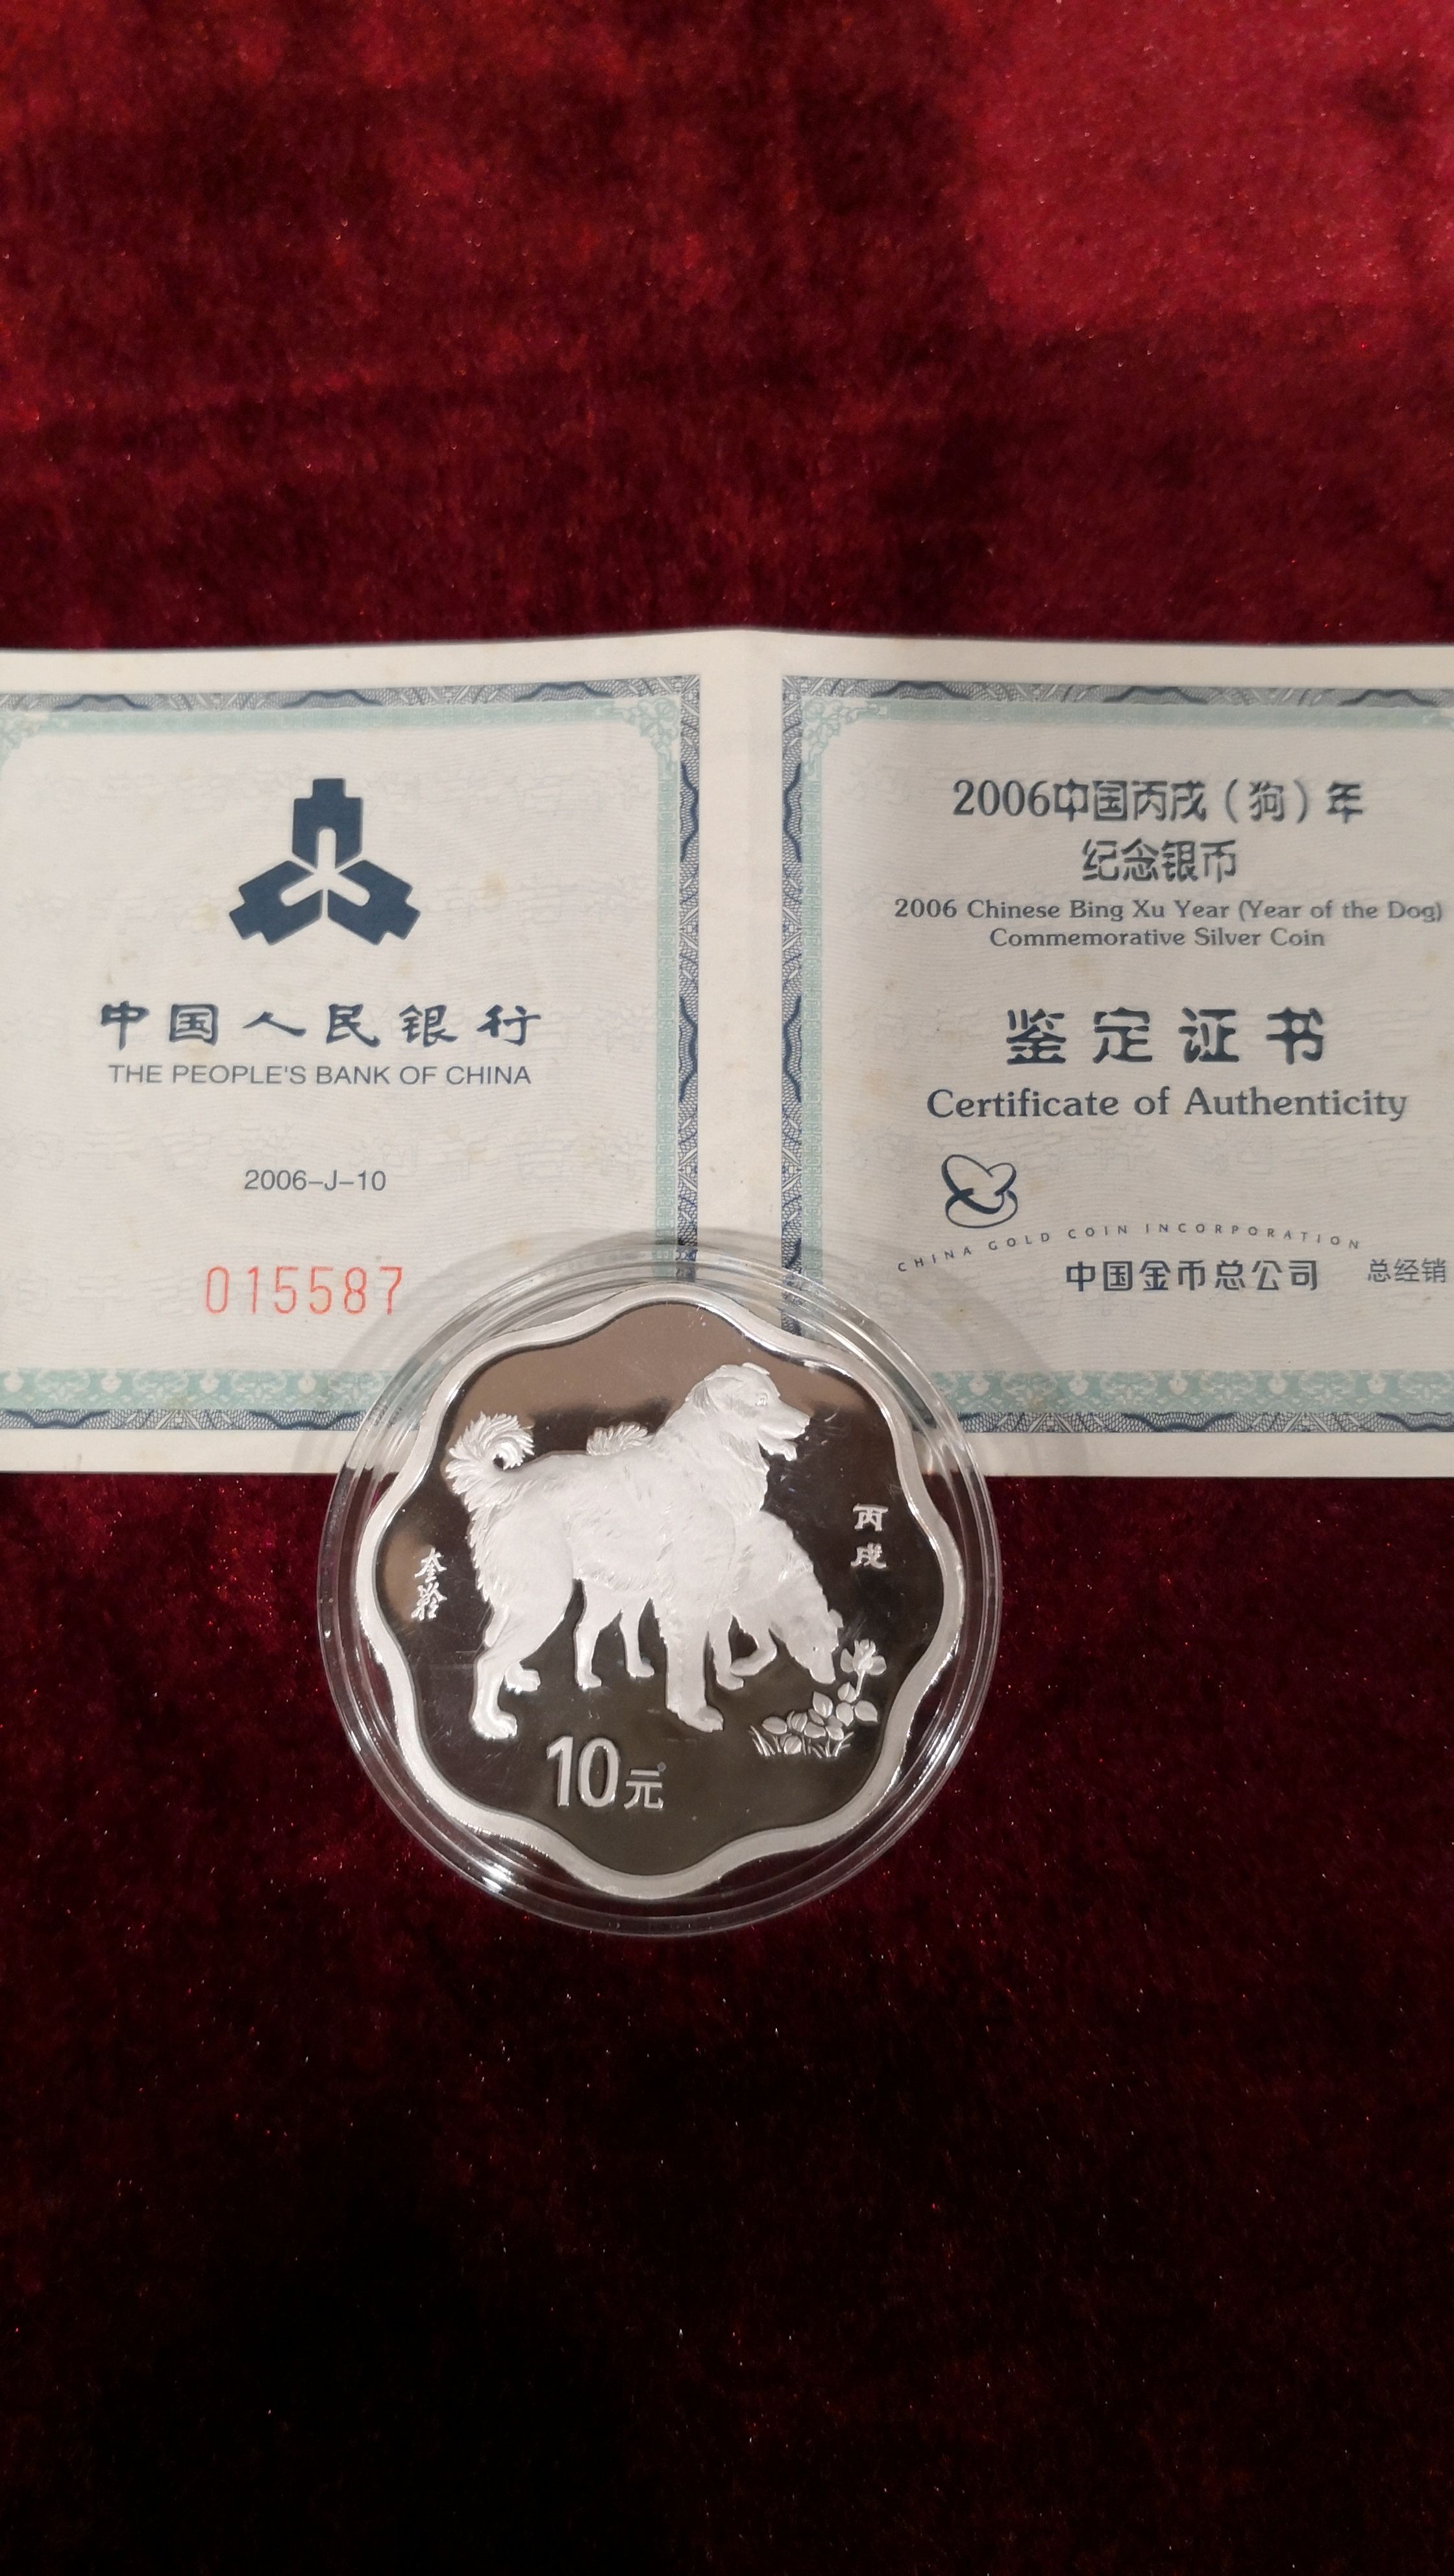 中国人民银行
THE PEOPLE'S BANK OF CHINA
2006-J-10
015587
2006中国丙戌（狗）年
纪念银币
2006 Chinese Bing Xu Year (Year of the Dog)
Commemorative Silver Coin
鉴定证书
Certificate of Authenticity
CHINA GOLD COIN INCORPORATION
中国金币总公司 总经销
丙戌
10元